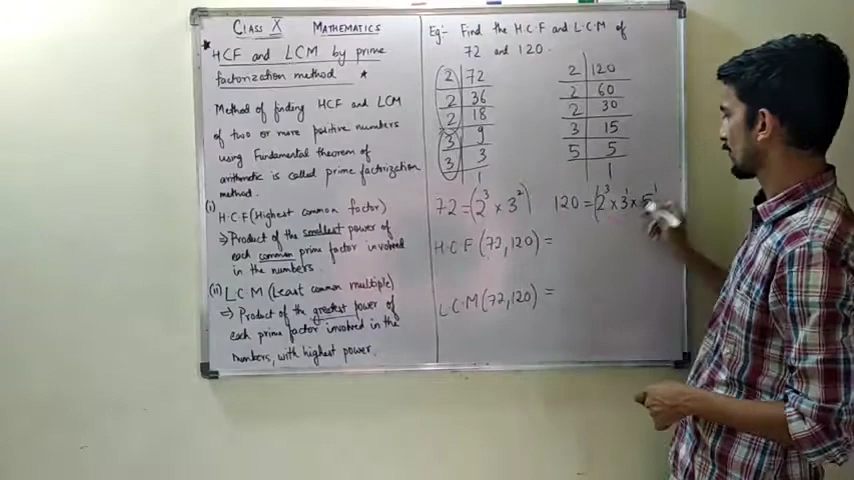 CLASS X MATHEMATICS
* HCF and LCM by prime
factorization method *
Method of finding HCF and LCM
of two or more positive numbers
using Fundamental theorem of
arithmetic is called prime factorization
method.
(i) H.C.F (Highest common factor)
⇒ Product of the smallest power of
each common prime factor involved
in the numbers.
(ii) L.C.M (Least common multiple)
⇒ Product of the greatest power of
each prime factor involved in the
numbers, with highest power.
Eg:- Find the H.C.F and L.C.M of
72 and 120.
2 | 72
2 | 36
2 | 18
3 | 9
3 | 3
1
2 | 120
2 | 60
2 | 30
3 | 15
5 | 5
1
72 = (2³ × 3²)
120 = (2³ × 3¹ × 5¹
H.C.F (72, 120) =
L.C.M (72, 120) =